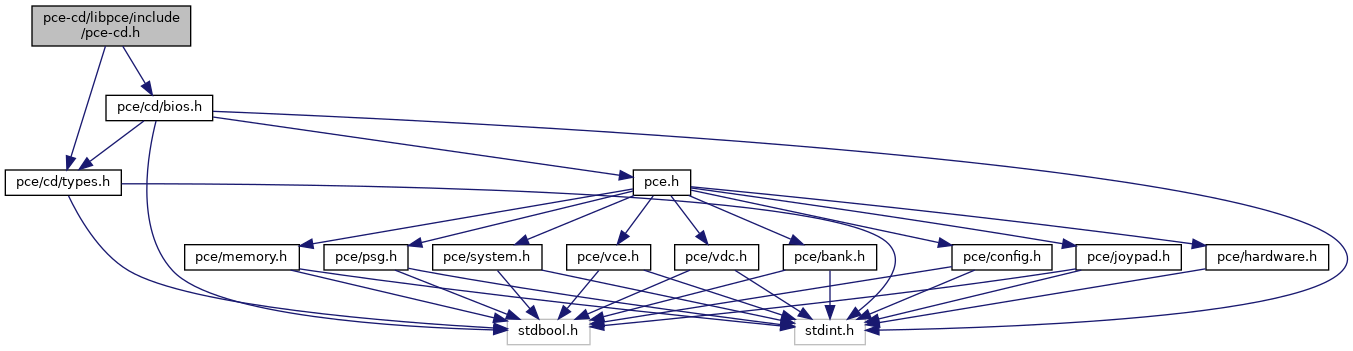 pce-cd/libpce/include
/pce-cd.h
pce/cd/bios.h
pce/cd/types.h
pce.h
pce/memory.h
pce/psg.h
pce/system.h
pce/vce.h
pce/vdc.h
pce/bank.h
pce/config.h
pce/joypad.h
pce/hardware.h
stdbool.h
stdint.h